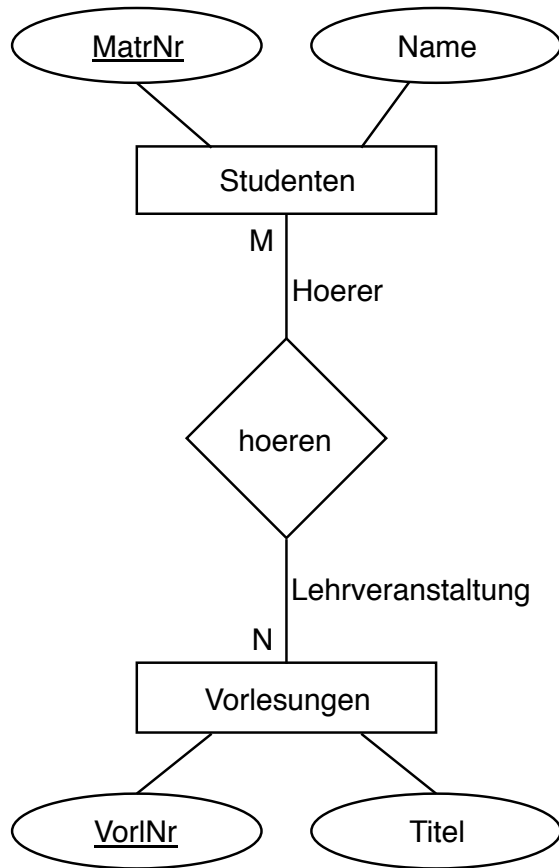 MatrNr
Name
Studenten
M
Hoerer
hoeren
Lehrveranstaltung
N
Vorlesungen
VorlNr
Titel